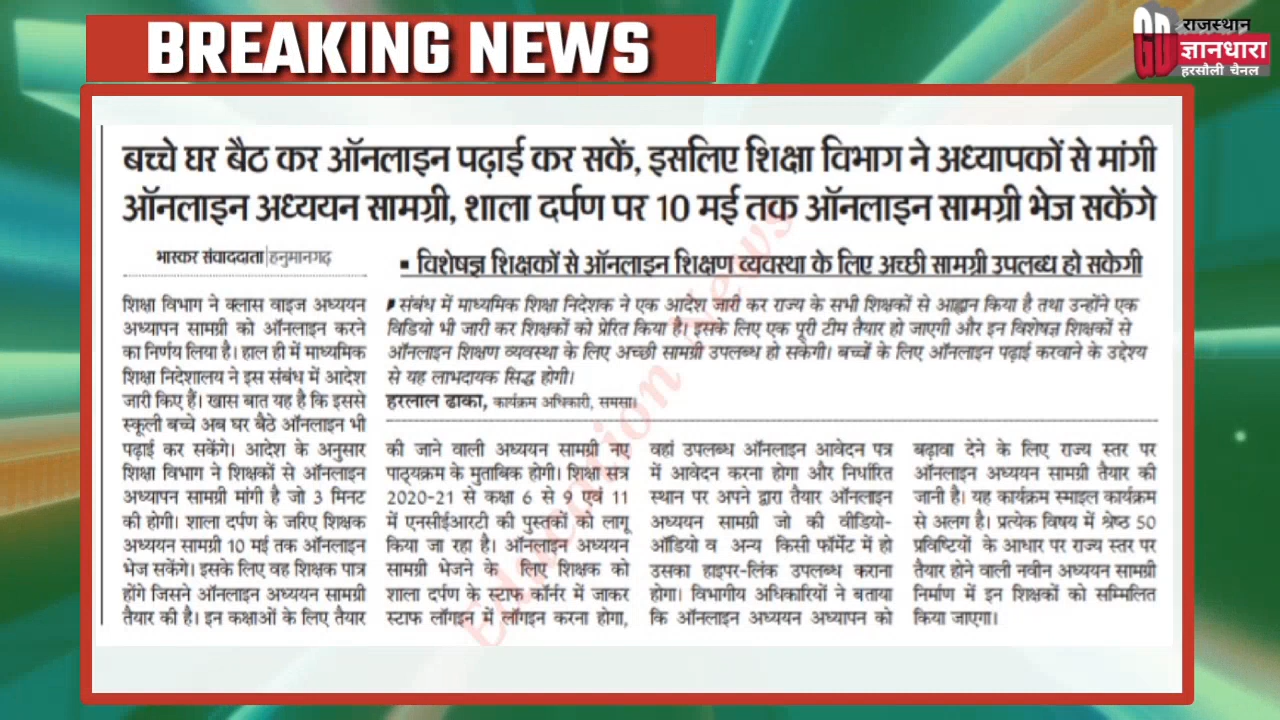 BREAKING NEWS
GD
राजस्थान
ज्ञानधारा
हरसौली चैनल
बच्चे घर बैठ कर ऑनलाइन पढ़ाई कर सकें, इसलिए शिक्षा विभाग ने अध्यापकों से मांगी
ऑनलाइन अध्ययन सामग्री, शाला दर्पण पर 10 मई तक ऑनलाइन सामग्री भेज सकेंगे
भास्कर संवाददाता|हनुमानगढ़
शिक्षा विभाग ने क्लास वाइज अध्ययन
अध्यापन सामग्री को ऑनलाइन करने
का निर्णय लिया है। हाल ही में माध्यमिक
शिक्षा निदेशालय ने इस संबंध में आदेश
जारी किए हैं। खास बात यह है कि इससे
स्कूली बच्चे अब घर बैठे ऑनलाइन भी
पढ़ाई कर सकेंगे। आदेश के अनुसार
शिक्षा विभाग ने शिक्षकों से ऑनलाइन
अध्यापन सामग्री मांगी है जो 3 मिनट
की होगी। शाला दर्पण के जरिए शिक्षक
अध्ययन सामग्री 10 मई तक ऑनलाइन
भेज सकेंगे। इसके लिए वह शिक्षक पात्र
होंगे जिसने ऑनलाइन अध्ययन सामग्री
तैयार की है। इन कक्षाओं के लिए तैयार
▪ विशेषज्ञ शिक्षकों से ऑनलाइन शिक्षण व्यवस्था के लिए अच्छी सामग्री उपलब्ध हो सकेगी
संबंध में माध्यमिक शिक्षा निदेशक ने एक आदेश जारी कर राज्य के सभी शिक्षकों से आह्वान किया है तथा उन्होंने एक
विडियो भी जारी कर शिक्षकों को प्रेरित किया है। इसके लिए एक पूरी टीम तैयार हो जाएगी और इन विशेषज्ञ शिक्षकों से
ऑनलाइन शिक्षण व्यवस्था के लिए अच्छी सामग्री उपलब्ध हो सकेगी। बच्चों के लिए ऑनलाइन पढ़ाई करवाने के उद्देश्य
से यह लाभदायक सिद्ध होगी।
हरलाल ढाका, कार्यक्रम अधिकारी, समसा।
की जाने वाली अध्ययन सामग्री नए
पाठ्यक्रम के मुताबिक होगी। शिक्षा सत्र
2020-21 से कक्षा 6 से 9 एवं 11
में एनसीईआरटी की पुस्तकों को लागू
किया जा रहा है। ऑनलाइन अध्ययन
सामग्री भेजने के लिए शिक्षक को
शाला दर्पण के स्टाफ कॉर्नर में जाकर
स्टाफ लॉगइन में लॉगइन करना होगा,
वहां उपलब्ध ऑनलाइन आवेदन पत्र
में आवेदन करना होगा और निर्धारित
स्थान पर अपने द्वारा तैयार ऑनलाइन
अध्ययन सामग्री जो की वीडियो-
ऑडियो व अन्य किसी फॉर्मेट में हो
उसका हाइपर-लिंक उपलब्ध कराना
होगा। विभागीय अधिकारियों ने बताया
कि ऑनलाइन अध्ययन अध्यापन को
बढ़ावा देने के लिए राज्य स्तर पर
ऑनलाइन अध्ययन सामग्री तैयार की
जानी है। यह कार्यक्रम स्माइल कार्यक्रम
से अलग है। प्रत्येक विषय में श्रेष्ठ 50
प्रविष्टियों के आधार पर राज्य स्तर पर
तैयार होने वाली नवीन अध्ययन सामग्री
निर्माण में इन शिक्षकों को सम्मिलित
किया जाएगा।
Education News